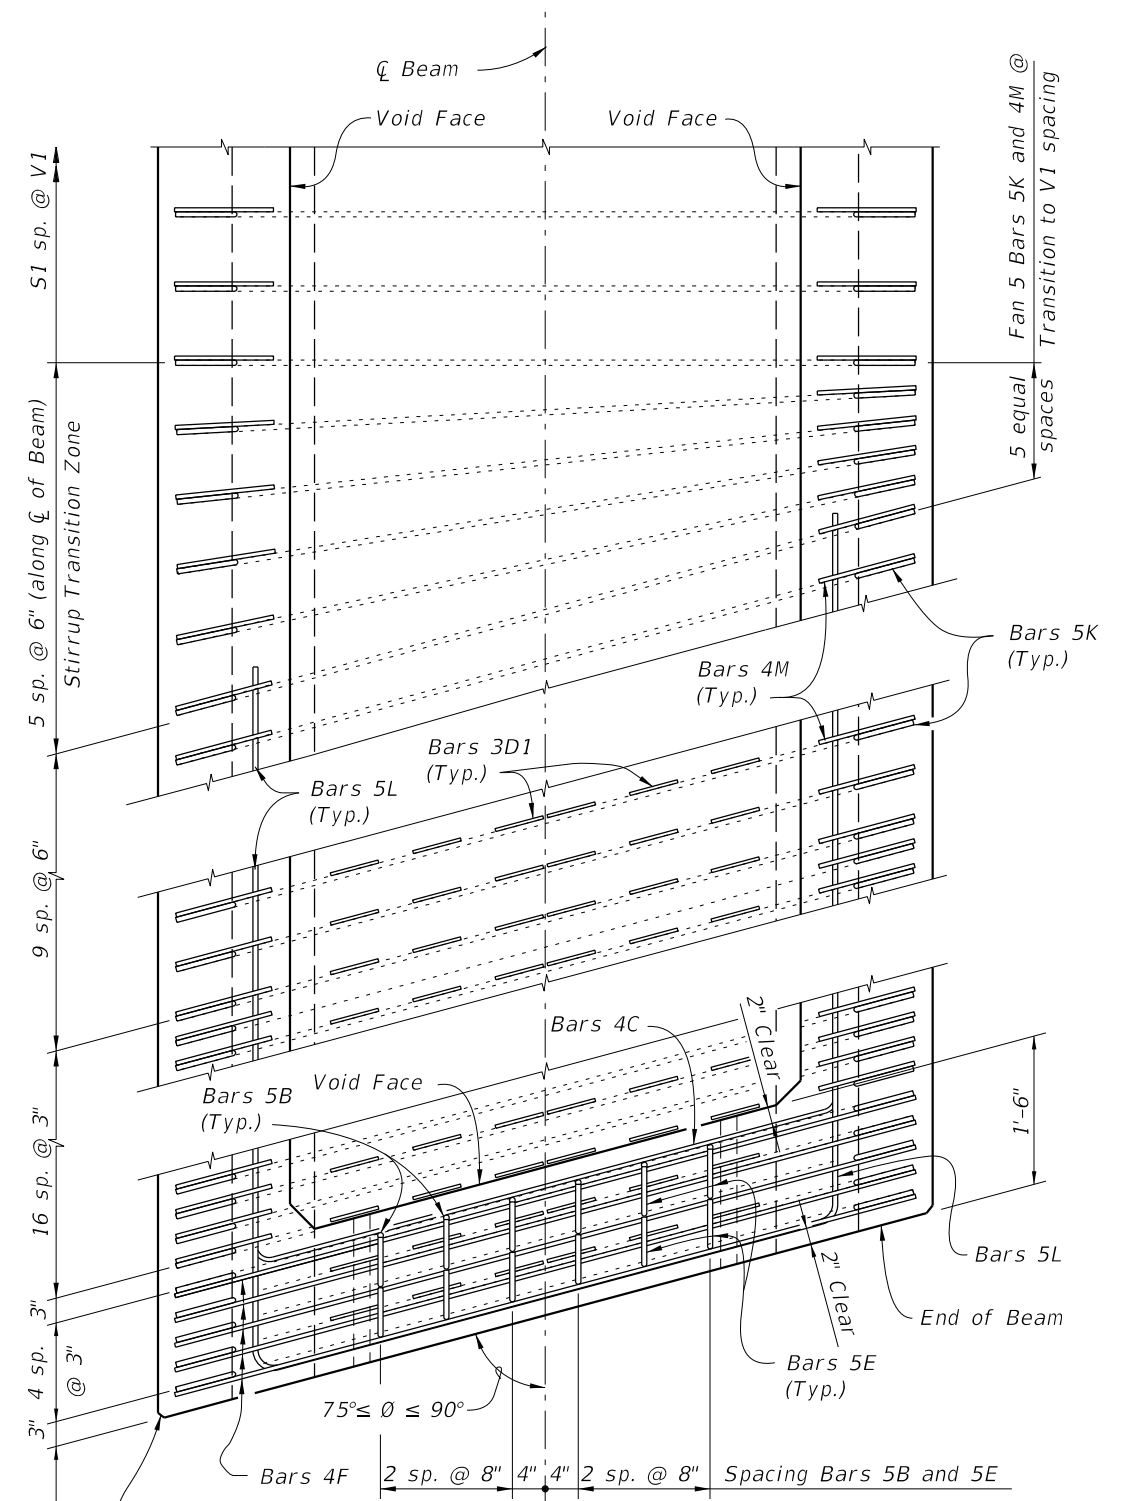 ℄ Beam
Void Face
Void Face
S1 sp. @ V1
Fan 5 Bars 5K and 4M @
Transition to V1 spacing
5 equal
spaces
5 sp. @ 6" (along ℄ of Beam)
Stirrup Transition Zone
Bars 5K
(Typ.)
Bars 4M
(Typ.)
Bars 3D1
(Typ.)
Bars 5L
(Typ.)
9 sp. @ 6"
2" Clear
Bars 4C
Void Face
Bars 5B
(Typ.)
1'-6"
16 sp. @ 3"
Bars 5L
3"
End of Beam
2" Clear
4 sp.
@ 3"
Bars 5E
(Typ.)
75°≤ Ø ≤ 90°
3"
Bars 4F
2 sp. @ 8"
4"
4"
2 sp. @ 8"
Spacing Bars 5B and 5E